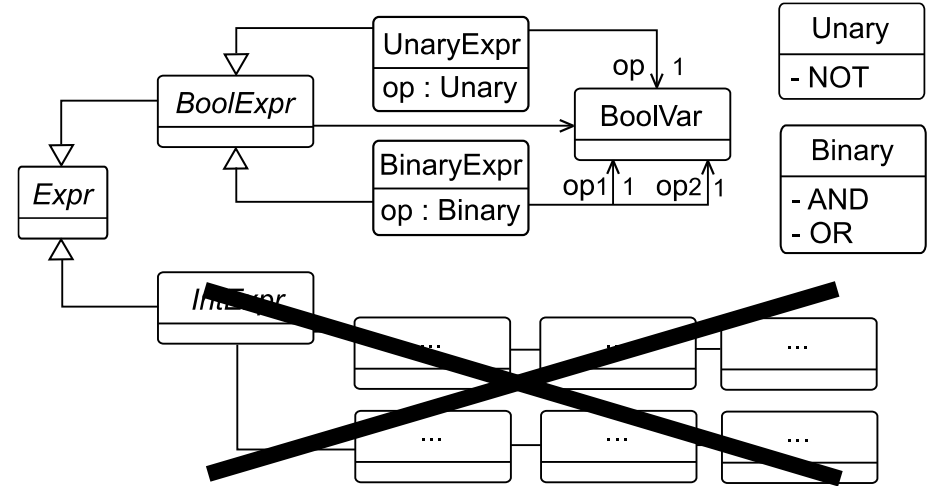 UnaryExpr
op : Unary
Unary
- NOT
op 1
BoolExpr
BoolVar
BinaryExpr
op : Binary
op1 1 op2 1
Binary
- AND
- OR
Expr
IntExpr
... ... ...
... ... ...